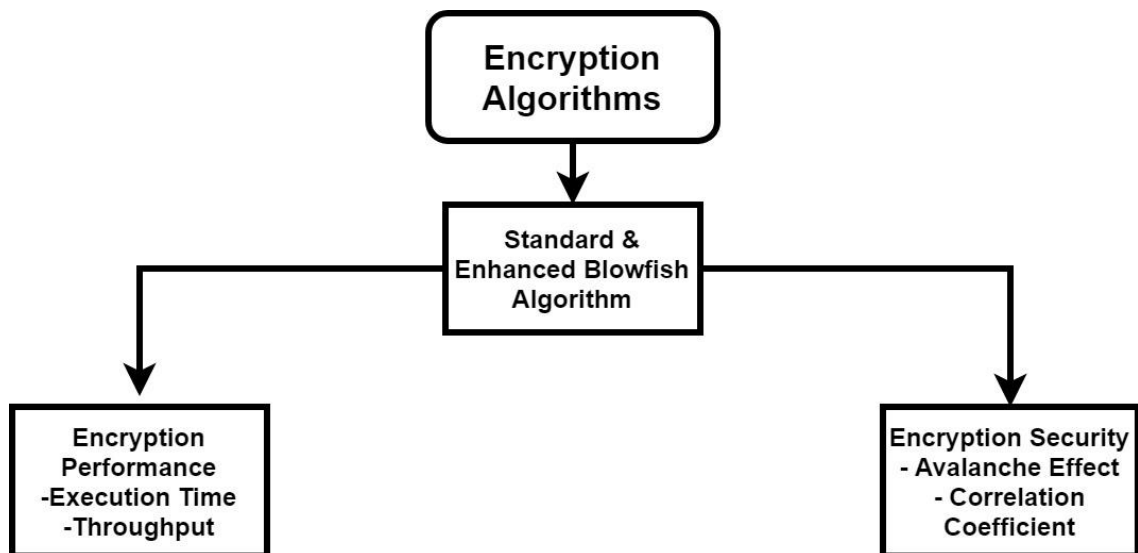 Encryption
Algorithms
Standard &
Enhanced Blowfish
Algorithm
Encryption
Performance
-Execution Time
-Throughput
Encryption Security
- Avalanche Effect
- Correlation
Coefficient